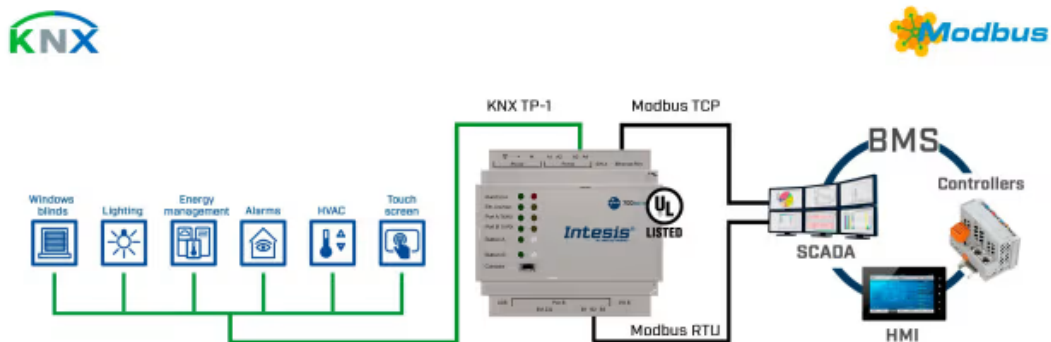 KNX
Modbus
KNX TP-1
Modbus TCP
BMS
Controllers
Windows
blinds
Lighting
Energy
management
Alarms
HVAC
Touch
screen
Intesis
UL
LISTED
SCADA
Modbus RTU
HMI